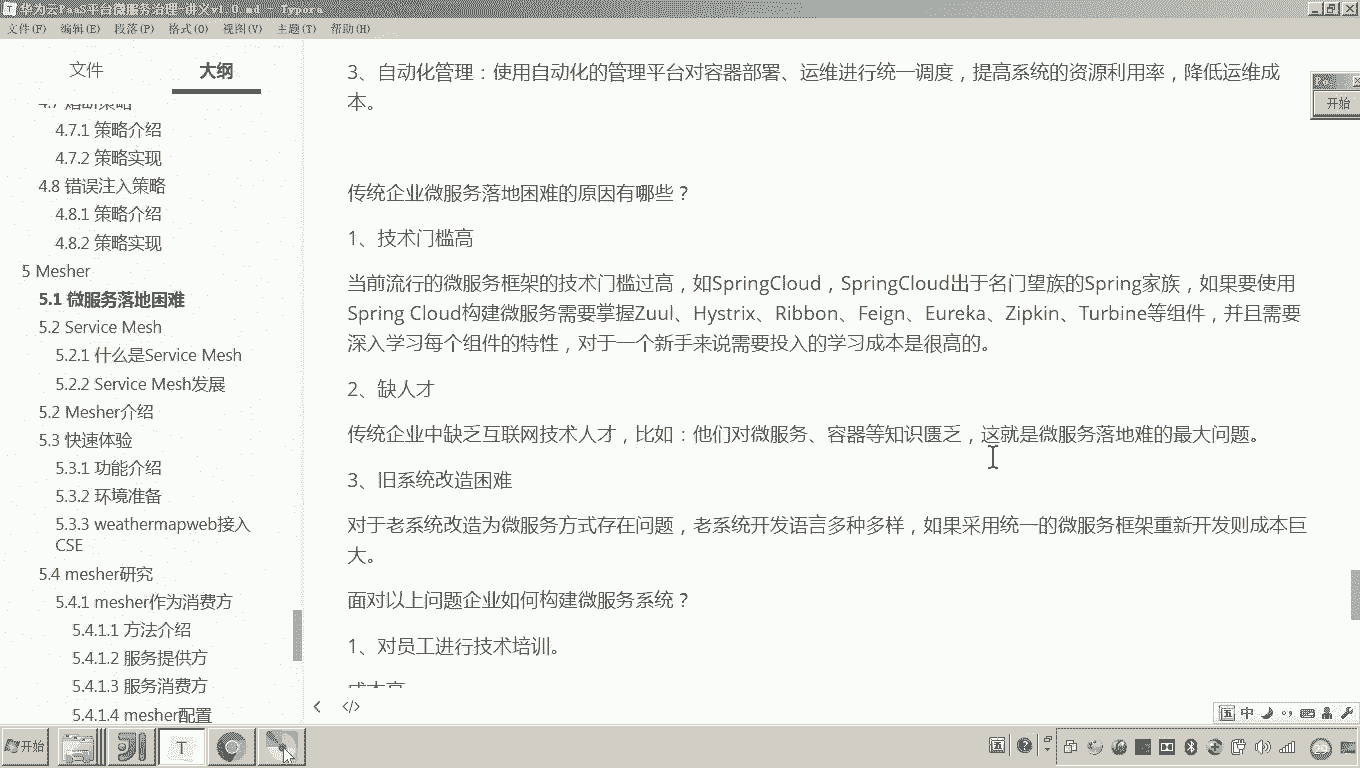 华为云PaaS平台微服务治理-讲义v1.0.md - Typora
文件(F) 编辑(E) 段落(P) 格式(O) 视图(V) 主题(T) 帮助(H)
文件 大纲
4.7 熔断策略
4.7.1 策略介绍
4.7.2 策略实现
4.8 错误注入策略
4.8.1 策略介绍
4.8.2 策略实现
5 Mesher
5.1 微服务落地困难
5.2 Service Mesh
5.2.1 什么是Service Mesh
5.2.2 Service Mesh发展
5.2 Mesher介绍
5.3 快速体验
5.3.1 功能介绍
5.3.2 环境准备
5.3.3 weathermapweb接入
CSE
5.4 mesher研究
5.4.1 mesher作为消费方
5.4.1.1 方法介绍
5.4.1.2 服务提供方
5.4.1.3 服务消费方
5.4.1.4 mesher配置
3、自动化管理：使用自动化的管理平台对容器部署、运维进行统一调度，提高系统的资源利用率，降低运维成
本。
传统企业微服务落地困难的原因有哪些？
1、技术门槛高
当前流行的微服务框架的技术门槛过高，如SpringCloud，SpringCloud出于名门望族的Spring家族，如果要使用
Spring Cloud构建微服务需要掌握Zuul、Hystrix、Ribbon、Feign、Eureka、Zipkin、Turbine等组件，并且需要
深入学习每个组件的特性，对于一个新手来说需要投入的学习成本是很高的。
2、缺人才
传统企业中缺乏互联网技术人才，比如：他们对微服务、容器等知识匮乏，这就是微服务落地难的最大问题。
3、旧系统改造困难
对于老系统改造为微服务方式存在问题，老系统开发语言多种多样，如果采用统一的微服务框架重新开发则成本巨
大。
面对以上问题企业如何构建微服务系统？
1、对员工进行技术培训。
成本高
开始
五 中
开始
五
20